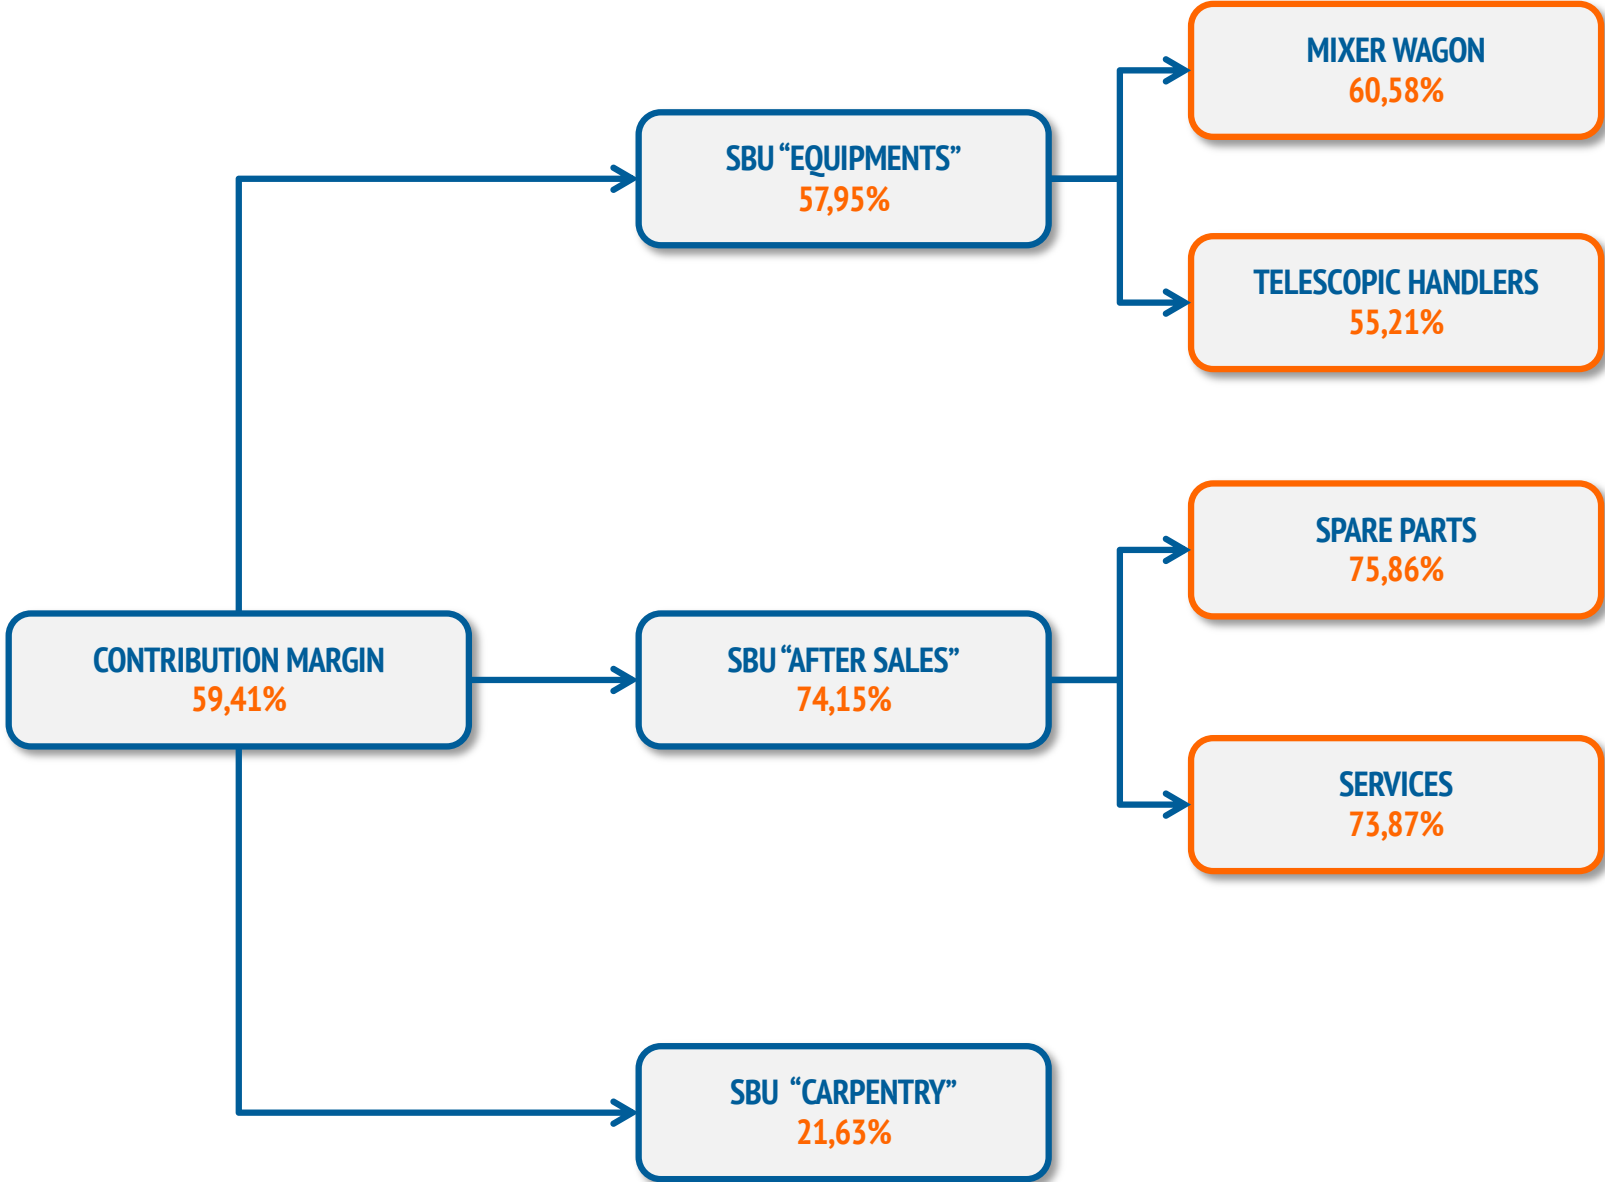 MIXER WAGON
60,58%
SBU “EQUIPMENTS”
57,95%
TELESCOPIC HANDLERS
55,21%
SPARE PARTS
75,86%
CONTRIBUTION MARGIN
59,41%
SBU “AFTER SALES”
74,15%
SERVICES
73,87%
SBU “CARPENTRY”
21,63%